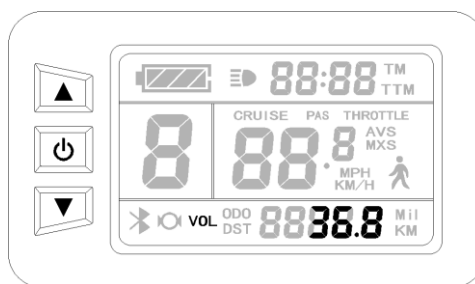 88:88 TM
TTM
CRUISE PAS THROTTLE
8 88.8 AVS
MXS
MPH
KM/H
VOL ODO 8836.8 Mil
DST KM